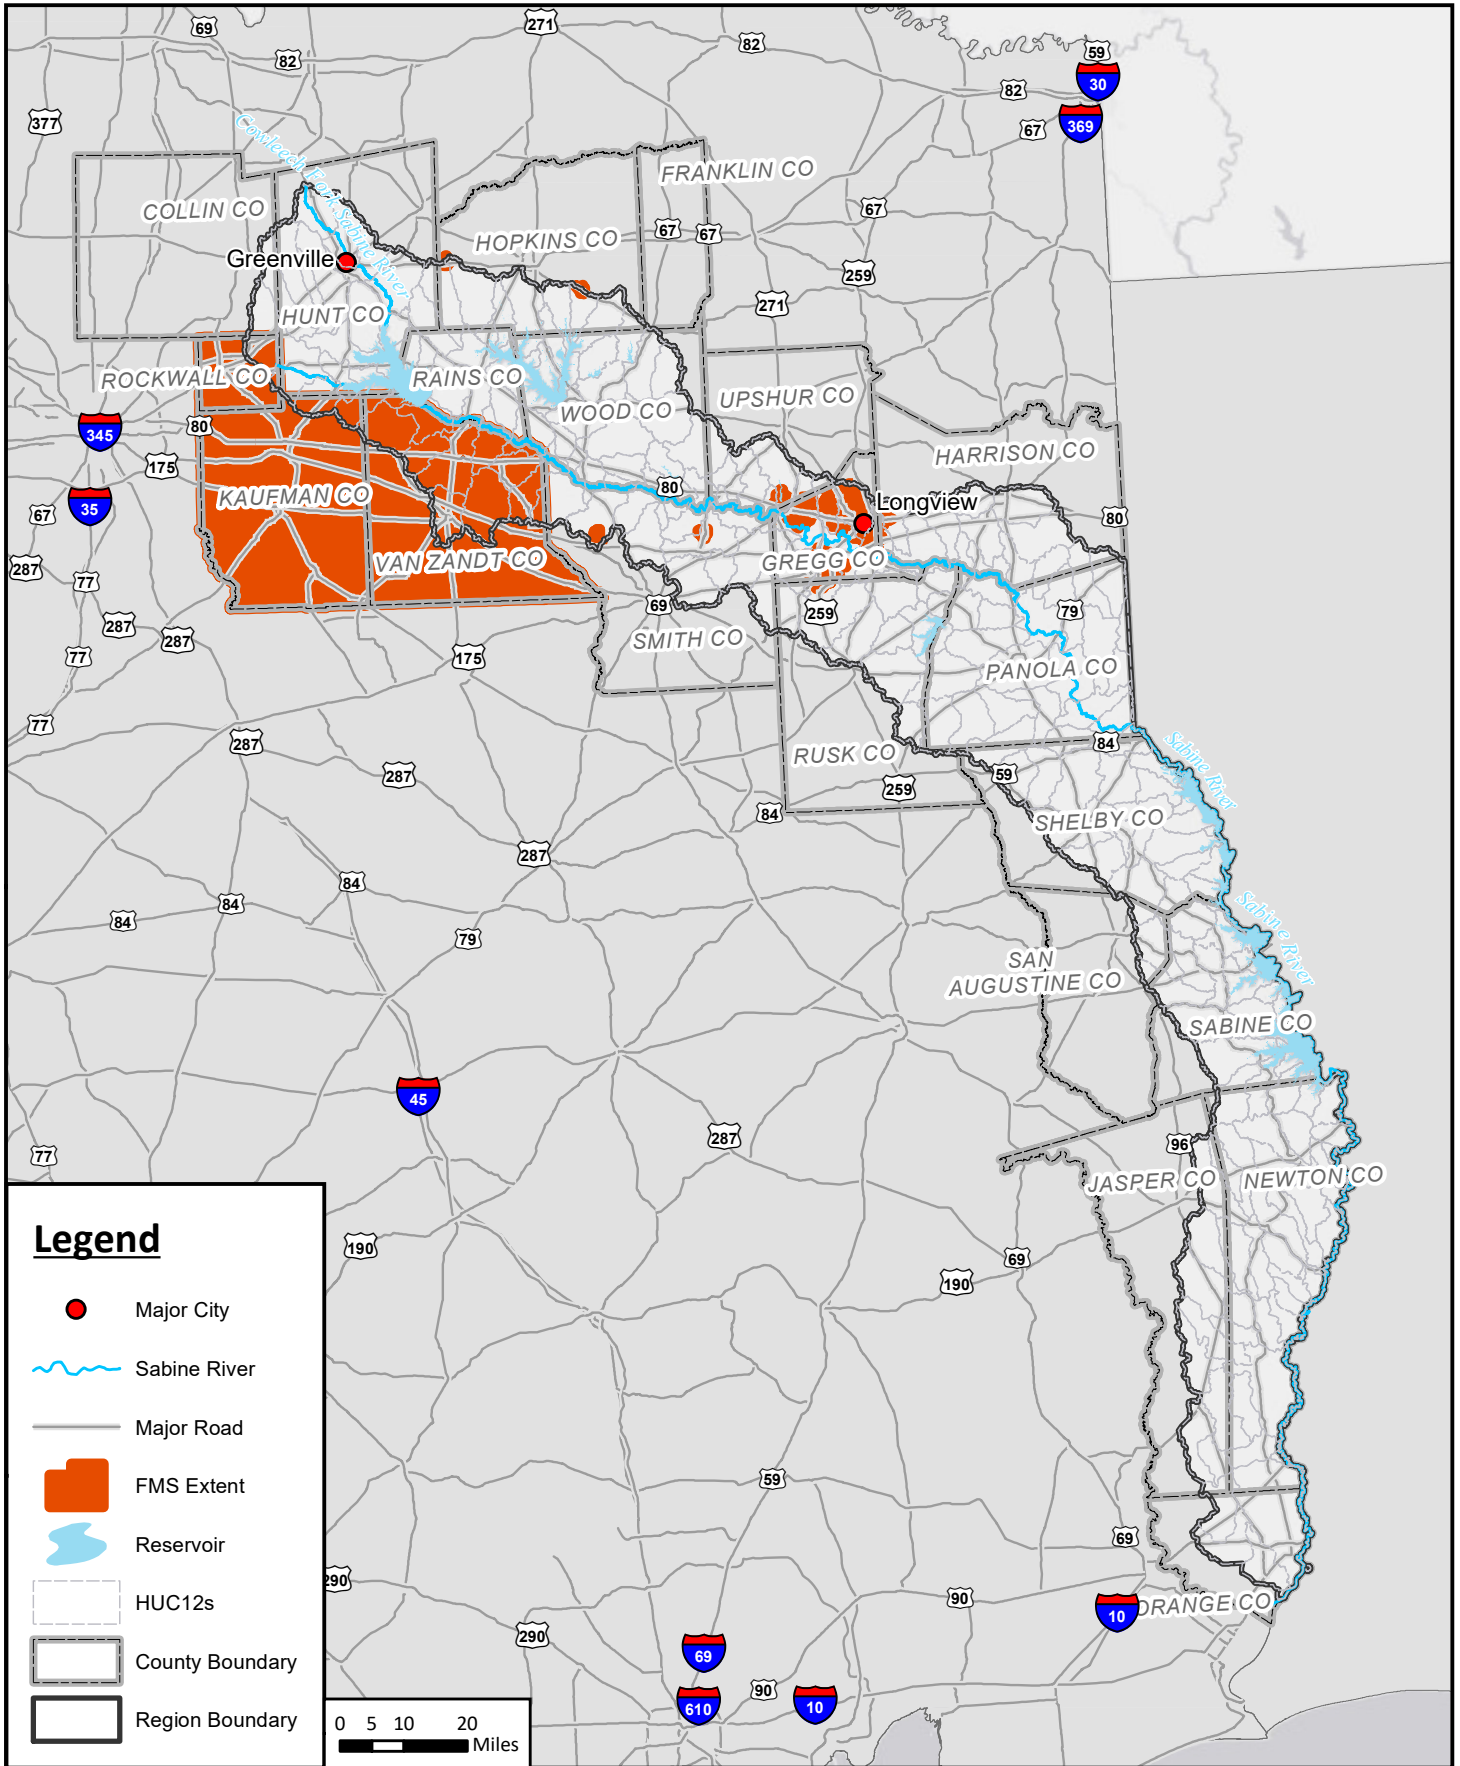 69
271
82
82
59
30
82
369
67
377
Cowleech Fork Sabine River
FRANKLIN CO
COLLIN CO
67
HOPKINS CO
67
67
Greenville
259
271
HUNT CO
ROCKWALL CO
RAINS CO
UPSHUR CO
WOOD CO
80
345
HARRISON CO
175
KAUFMAN CO
80
35
Longview
67
80
VAN ZANDT CO
GREGG CO
287
77
69
259
79
287
287
SMITH CO
77
175
PANOLA CO
77
287
84
Sabine River
RUSK CO
287
59
259
84
SHELBY CO
287
84
84
84
Sabine River
79
SAN
AUGUSTINE CO
SABINE CO
45
287
96
77
JASPER CO
NEWTON CO
190
69
190
59
69
290
90
10
ORANGE CO
290
69
90
610
10
Legend
Major City
Sabine River
Major Road
FMS Extent
Reservoir
HUC12s
County Boundary
Region Boundary
0 5 10 20
Miles